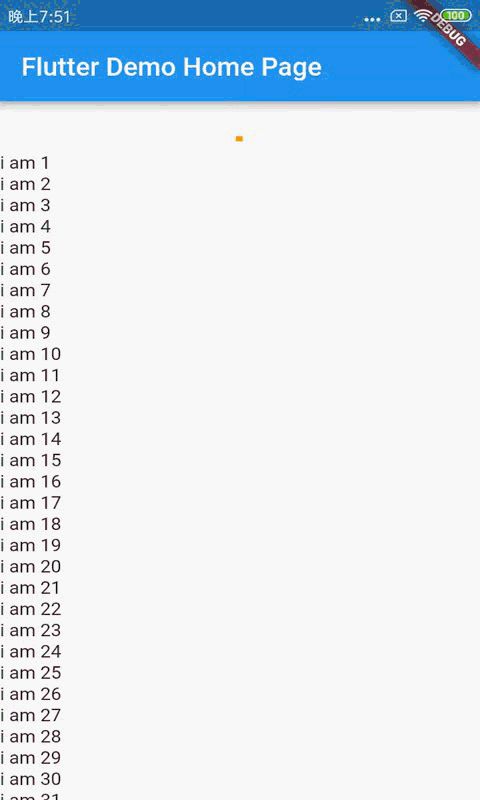 晚上7:51
100
DEBUG
Flutter Demo Home Page
i am 1
i am 2
i am 3
i am 4
i am 5
i am 6
i am 7
i am 8
i am 9
i am 10
i am 11
i am 12
i am 13
i am 14
i am 15
i am 16
i am 17
i am 18
i am 19
i am 20
i am 21
i am 22
i am 23
i am 24
i am 25
i am 26
i am 27
i am 28
i am 29
i am 30
i am 31